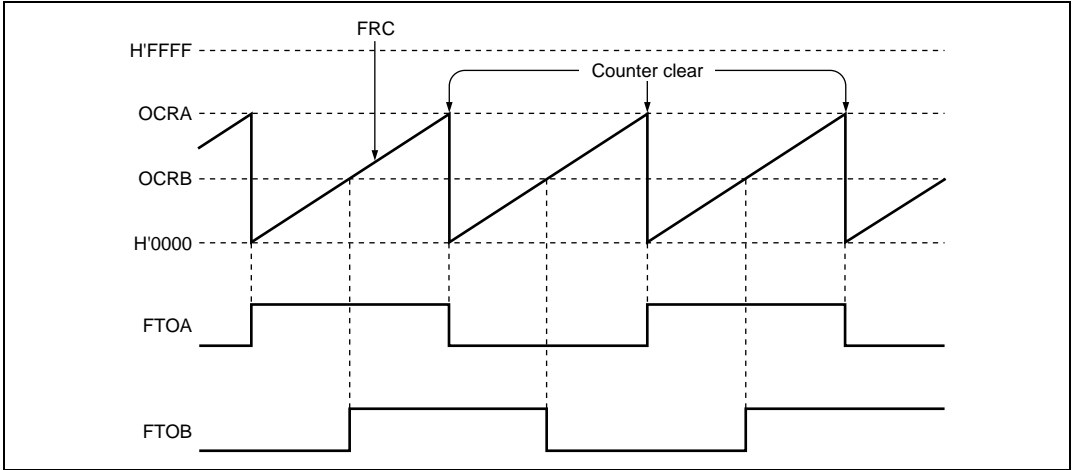 FRC
H'FFFF
Counter clear
OCRA
OCRB
H'0000
FTOA
FTOB